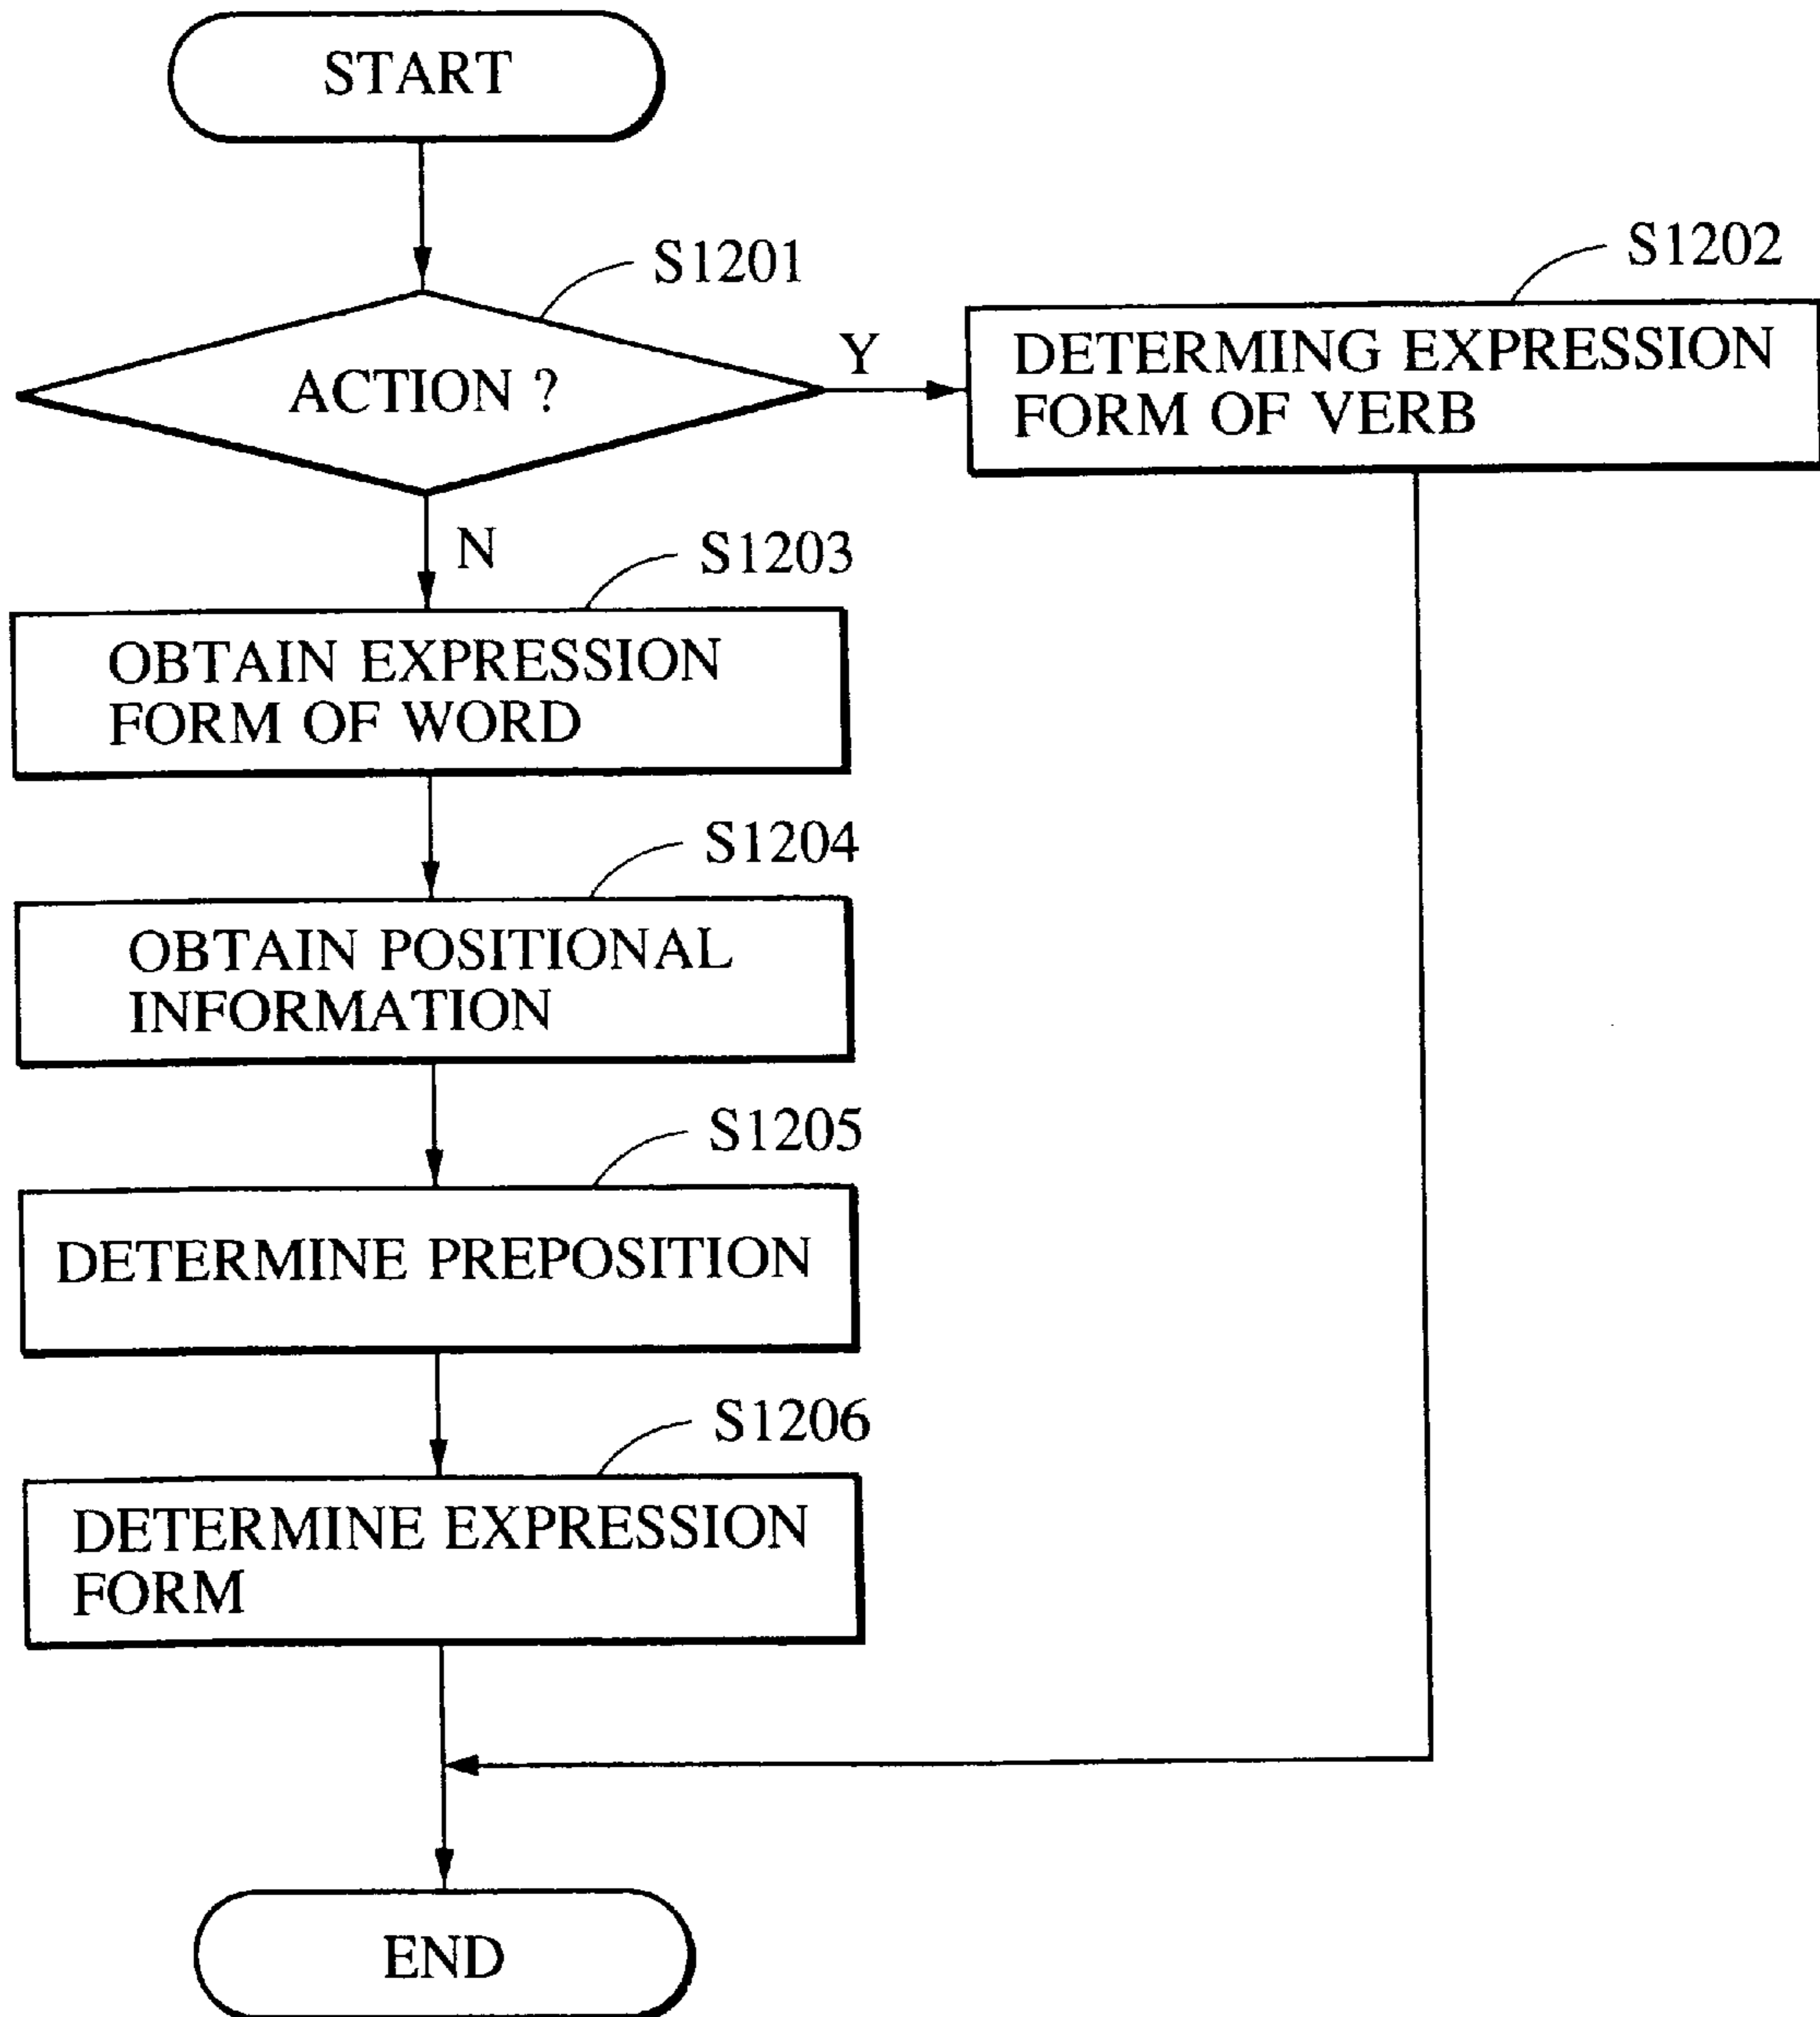 START
S1201
S1202
ACTION ?
Y
DETERMING EXPRESSION
FORM OF VERB
N
S1203
OBTAIN EXPRESSION
FORM OF WORD
S1204
OBTAIN POSITIONAL
INFORMATION
S1205
DETERMINE PREPOSITION
S1206
DETERMINE EXPRESSION
FORM
END